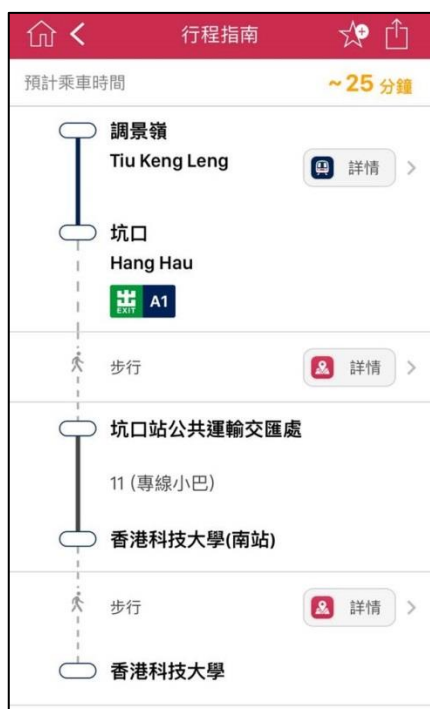 行程指南
預計乘車時間 ~25 分鐘
調景嶺
Tiu Keng Leng
詳情
坑口
Hang Hau
EXIT A1
步行 詳情
坑口站公共運輸交匯處
11 (專線小巴)
香港科技大學(南站)
步行 詳情
香港科技大學